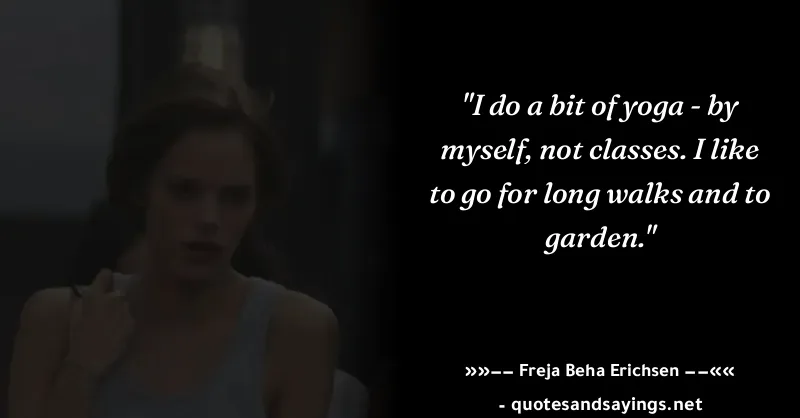 "I do a bit of yoga - by
myself, not classes. I like
to go for long walks and to
garden."
»»−− Freja Beha Erichsen −−««
- quotesandsayings.net